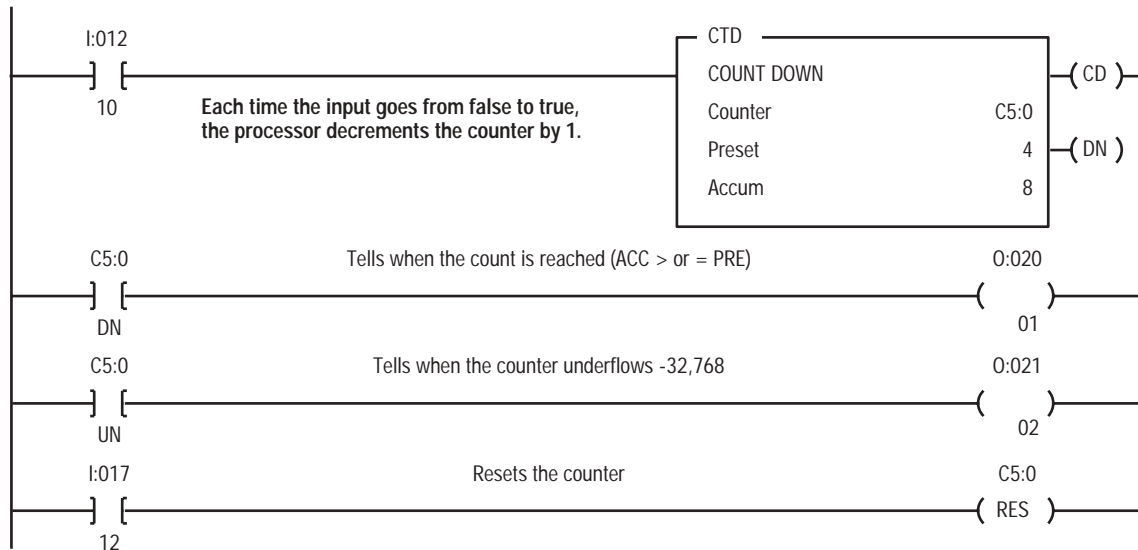 I:012
10
Each time the input goes from false to true,
the processor decrements the counter by 1.
CTD
COUNT DOWN
Counter C5:0
Preset 4
Accum 8
CD
DN
C5:0
DN
Tells when the count is reached (ACC > or = PRE)
O:020
01
C5:0
UN
Tells when the counter underflows -32,768
O:021
02
I:017
12
Resets the counter
C5:0
RES